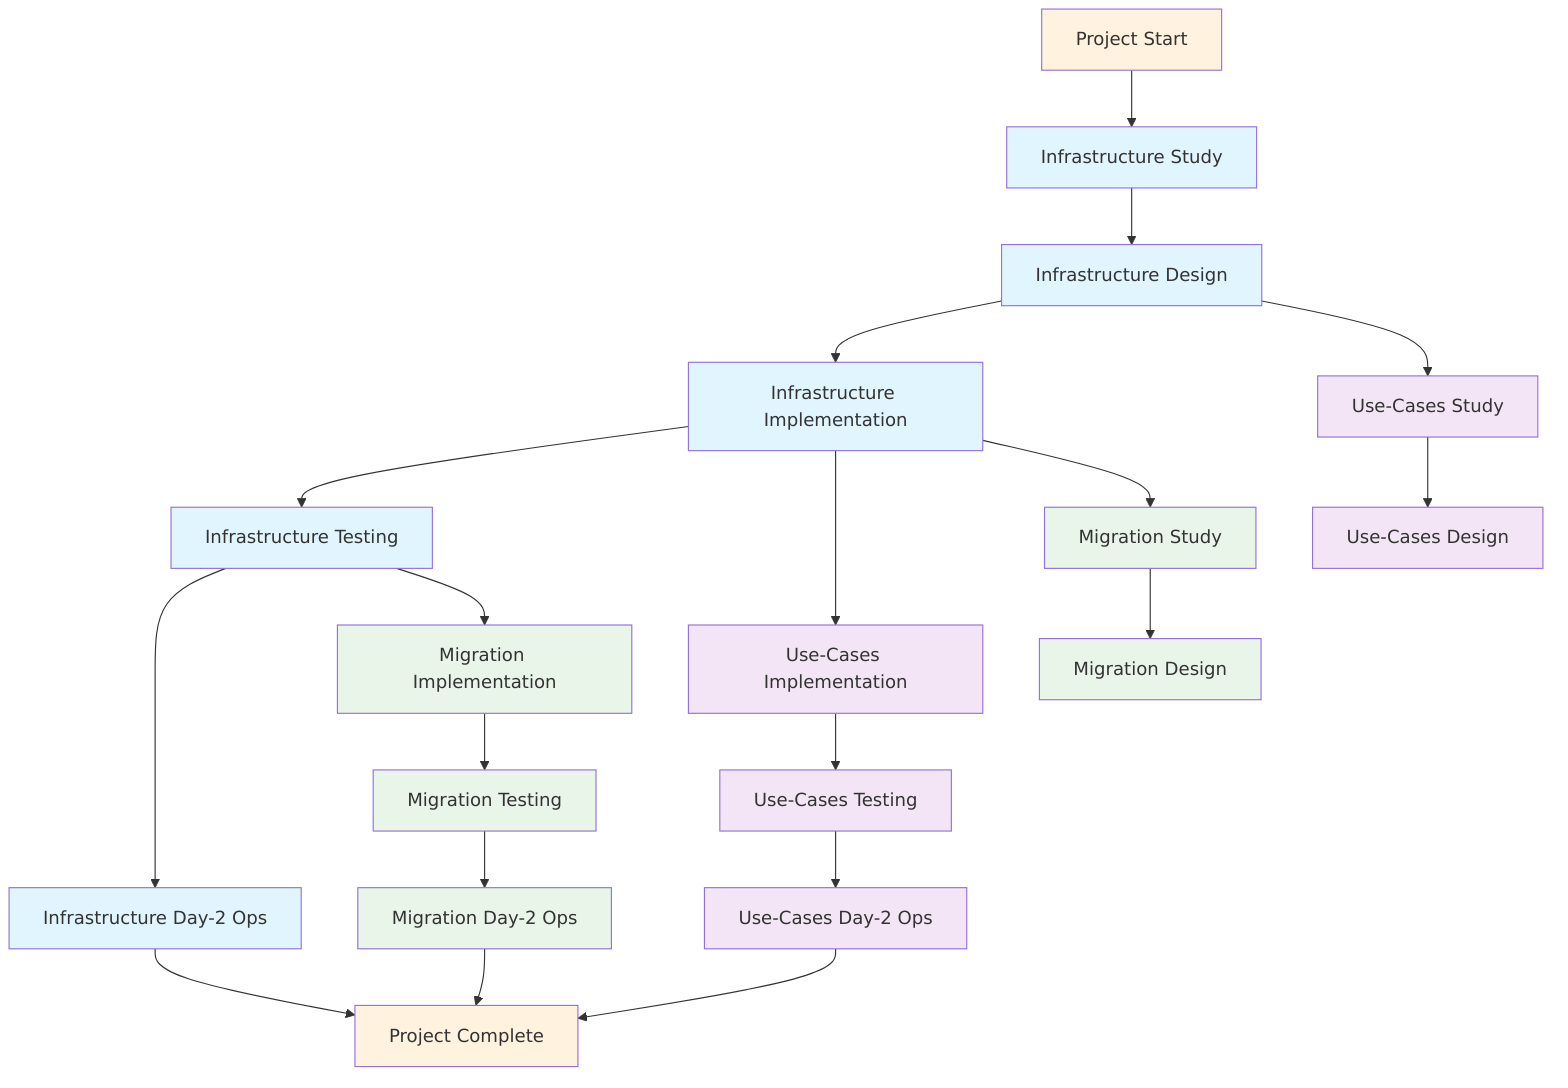 Project Start
Infrastructure Study
Infrastructure Design
Infrastructure
Implementation
Use-Cases Study
Infrastructure Testing
Migration Study
Use-Cases Design
Migration
Implementation
Use-Cases
Implementation
Migration Design
Migration Testing
Use-Cases Testing
Infrastructure Day-2 Ops
Migration Day-2 Ops
Use-Cases Day-2 Ops
Project Complete